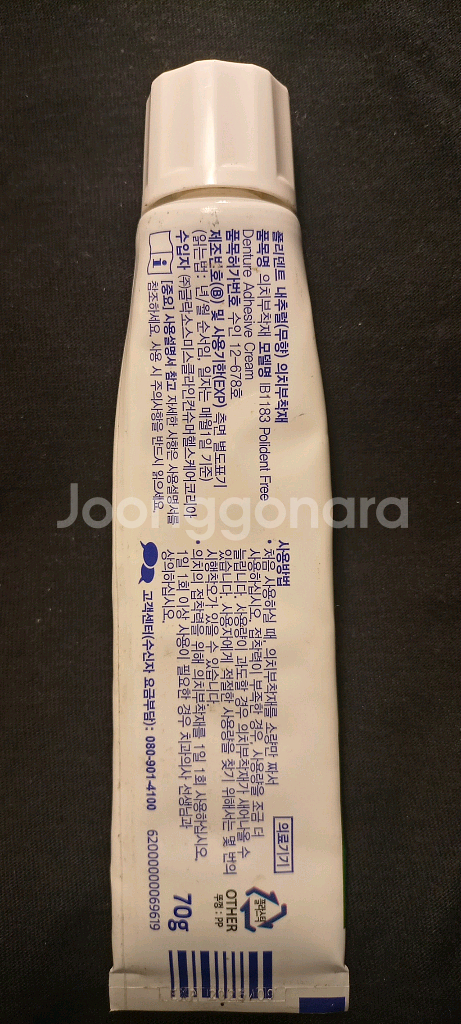 폴리덴트 내추럴(무향) 의치부착재
품목명 의치부착재 모델명 IB1183 Polident Free
Denture Adhesive Cream
품목허가번호 수인 12-678호
제조번호(B) 및 사용기한(EXP) 측면 별도표기
(읽는법: 년/월 순서임, 일자는 매월1일 기준)
수입자 ㈜글락소스미스클라인컨슈머헬스케어코리아
[중요] 사용설명서 참고 자세한 사항은 사용설명서를
참조하세요. 사용 시 주의사항을 반드시 읽으세요.
사용방법
• 처음 사용하실 때, 의치부착재를 소량만 짜서
사용하십시오. 접착력이 부족한 경우, 사용량을 조금 더
늘립니다. 사용량이 과도할 경우 의치부착재가 새어나올 수
있습니다. 사용자에게 적절한 사용량을 찾기 위해서는 몇 번의
시행착오가 있을 수 있습니다.
• 의치의 접착력을 위해 의치부착재를 1일 1회 사용하십시오.
1일 1회 이상 사용이 필요한 경우 치과의사 선생님과
상의하십시오.
고객센터(수신자 요금부담): 080-901-4100
62000000069619
의료기기
플라스틱
OTHER
뚜껑 : PP
70g
Joonggonara